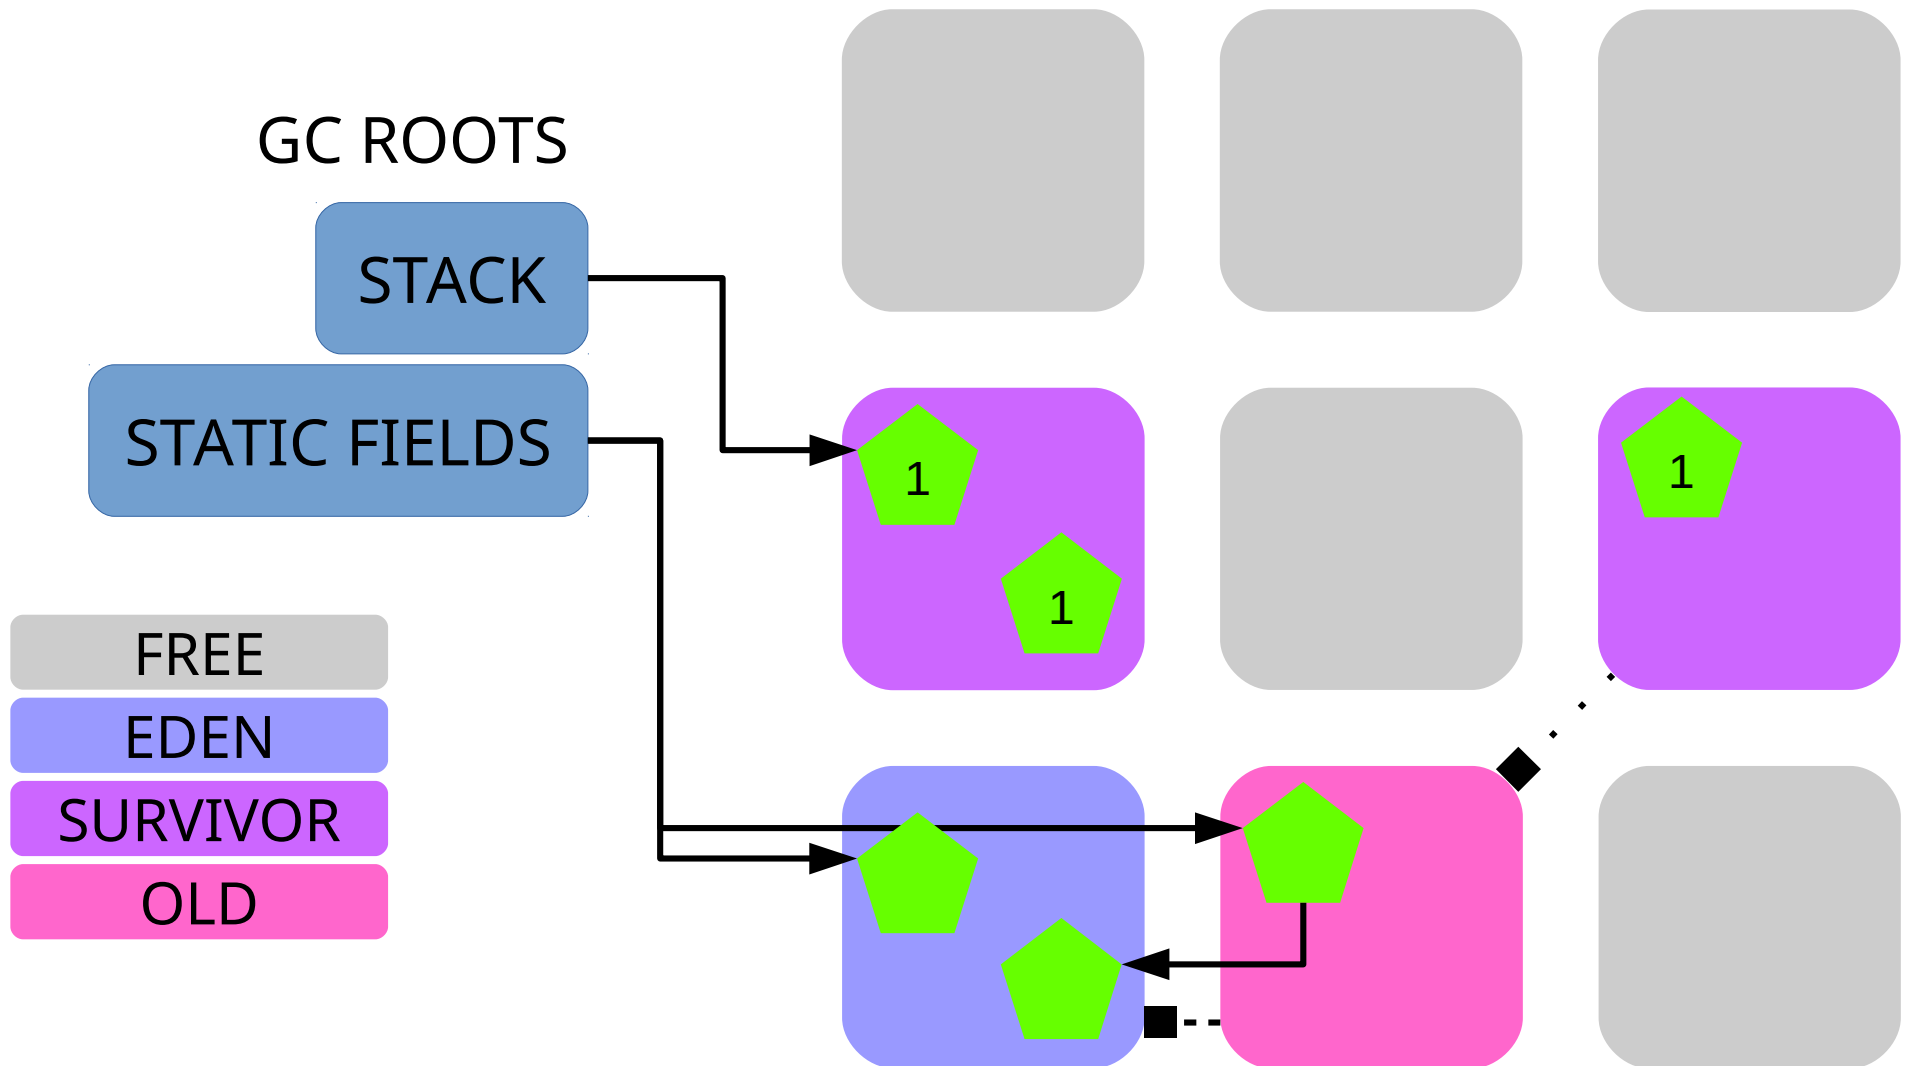 GC ROOTS
STACK
STATIC FIELDS
1
1
1
FREE
EDEN
SURVIVOR
OLD